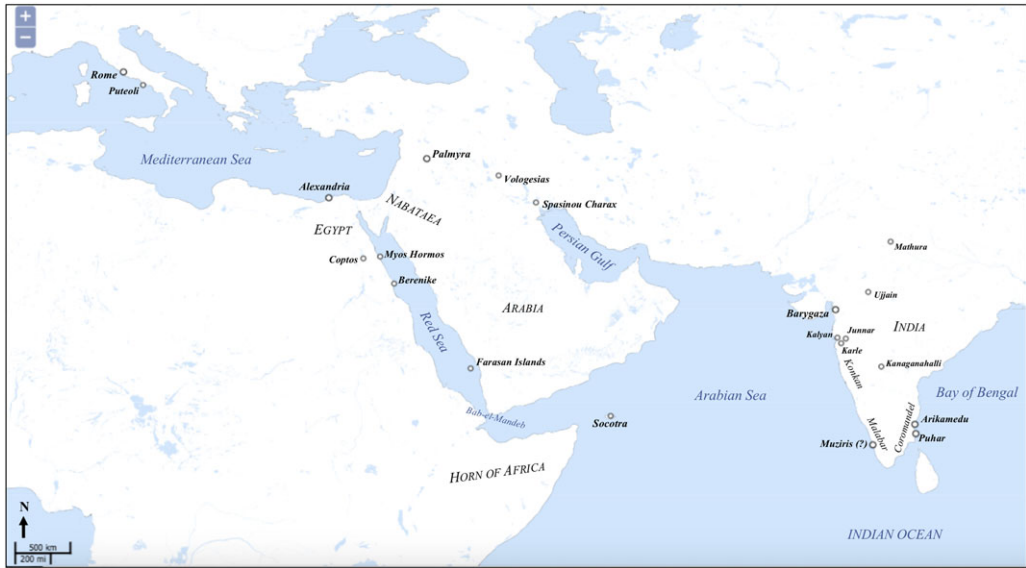 +
−
Rome
Puteoli
Mediterranean Sea
Palmyra
Vologesias
Alexandria
NABATAEA
Spasinou Charax
EGYPT
Persian Gulf
Mathura
Coptos
Myos Hormos
Berenike
Ujjain
ARABIA
Barygaza
INDIA
Red Sea
Kalyan
Junnar
Karle
Farasan Islands
Konkan
Kanaganahalli
Arabian Sea
Bay of Bengal
Bab-el-Mandeb
Socotra
Malabar
Coromandel
Arikamedu
Puhar
Muziris (?)
HORN OF AFRICA
N
INDIAN OCEAN
500 km
200 mi